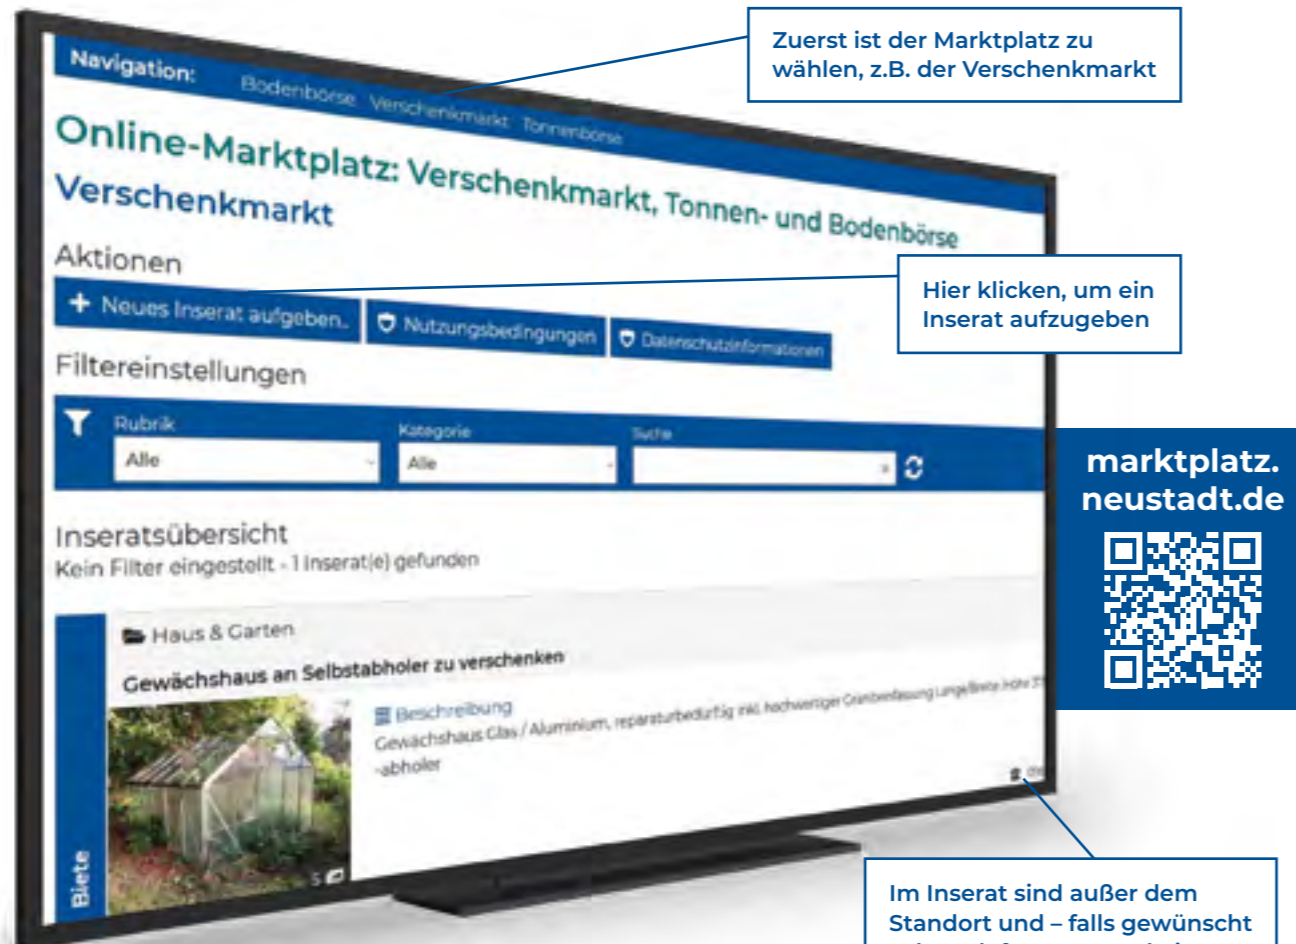 Zuerst ist der Marktplatz zu
wählen, z.B. der Verschenkmarkt
Navigation:
Bodenbörse Verschenkmarkt Tonnenbörse
Online-Marktplatz: Verschenkmarkt, Tonnen- und Bodenbörse
Verschenkmarkt
Aktionen
Hier klicken, um ein
Inserat aufzugeben
+ Neues Inserat aufgeben..
Nutzungsbedingungen
Datenschutzinformationen
Filtereinstellungen
Rubrik
Kategorie
Suche
Alle
Alle
marktplatz.
neustadt.de
Inseratsübersicht
Kein Filter eingestellt - 1 Inserat(e) gefunden
Haus & Garten
Gewächshaus an Selbstabholer zu verschenken
Beschreibung
Gewächshaus Glas / Aluminium, reparaturbedürftig inkl. hochwertiger
-abholer
Biete
5
Im Inserat sind außer dem
Standort und – falls gewünscht